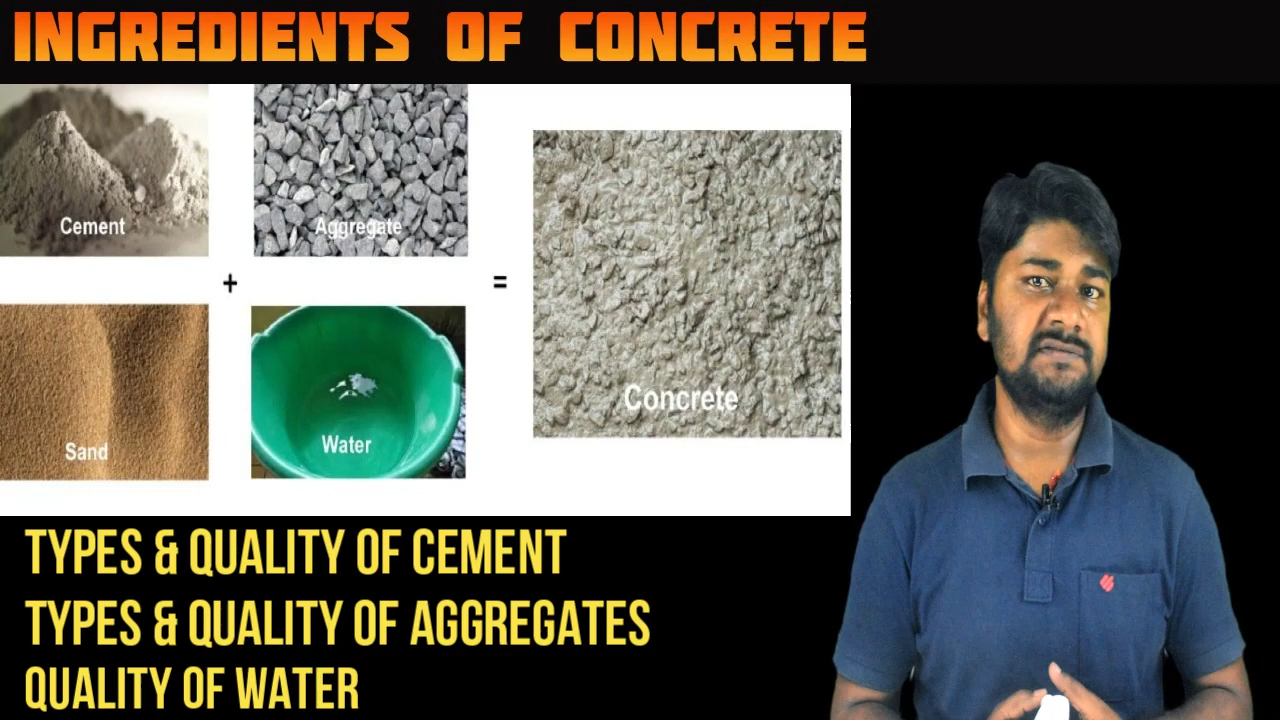 INGREDIENTS OF CONCRETE
Cement
Aggregate
+
=
Sand
Water
Concrete
TYPES & QUALITY OF CEMENT
TYPES & QUALITY OF AGGREGATES
QUALITY OF WATER